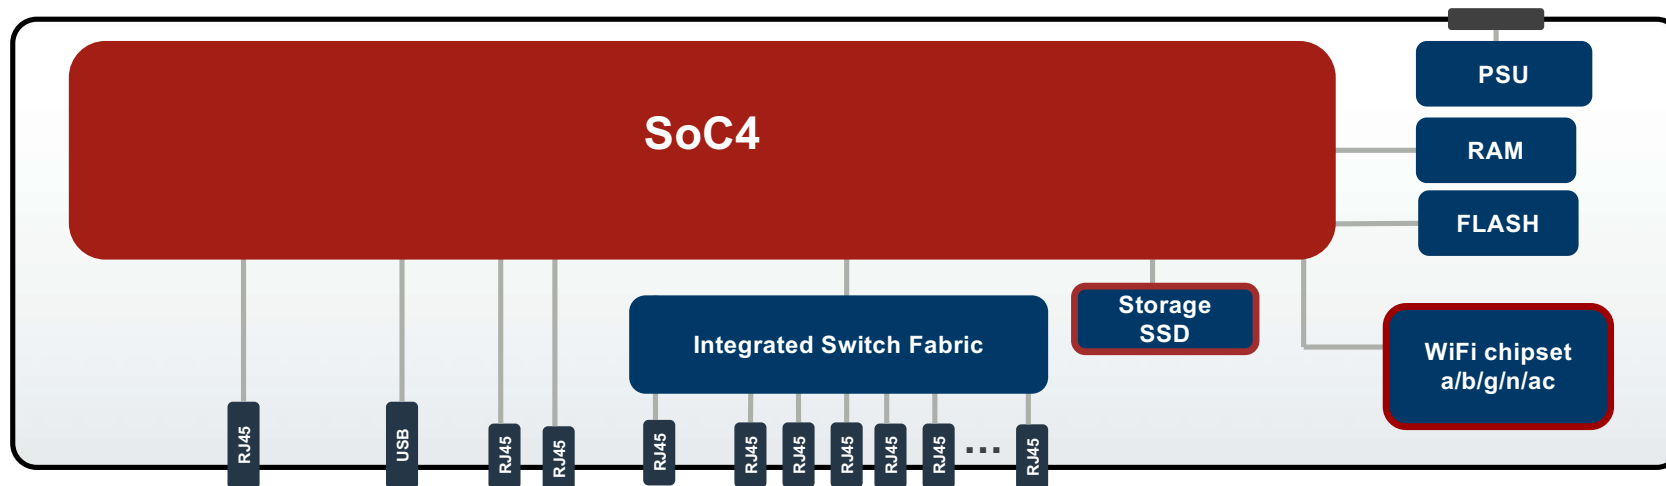 SoC4
PSU
RAM
FLASH
Storage
SSD
Integrated Switch Fabric
WiFi chipset
a/b/g/n/ac
RJ45
USB
RJ45
RJ45
RJ45
RJ45
RJ45
RJ45
RJ45
RJ45
...
RJ45